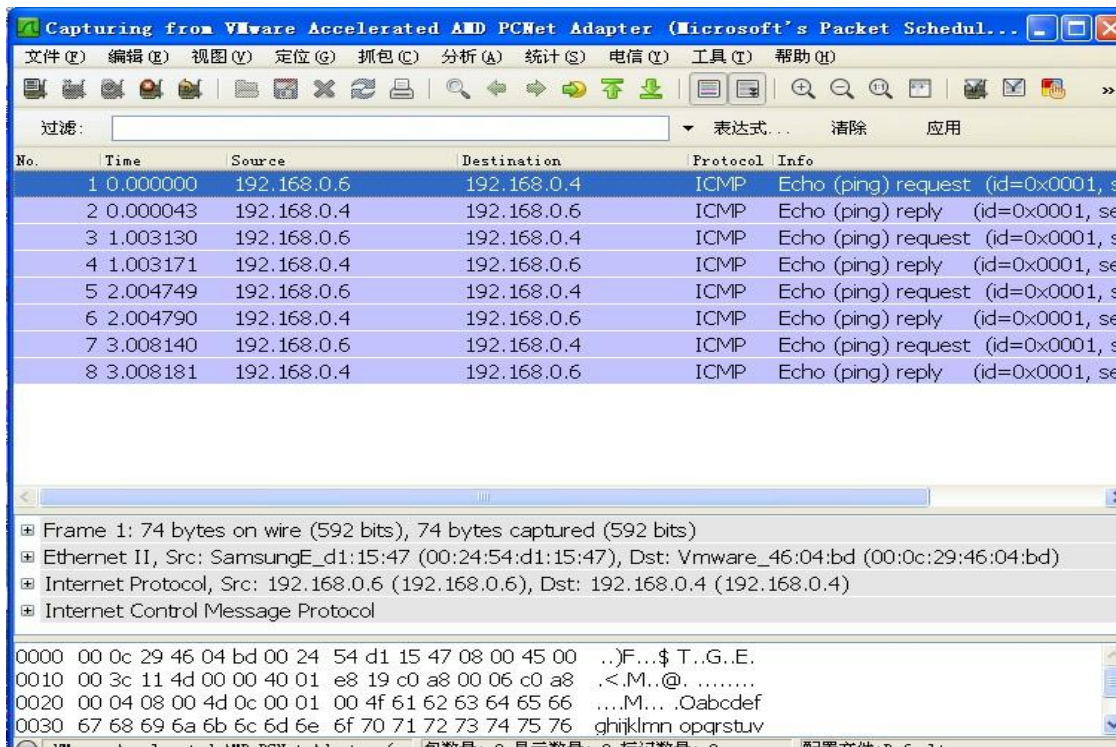 Capturing from VMware Accelerated AMD PCNet Adapter (Microsoft's Packet Schedul...
文件(F) 编辑(E) 视图(V) 定位(G) 抓包(C) 分析(A) 统计(S) 电信(Y) 工具(T) 帮助(H)
过滤: 表达式... 清除 应用
No. Time Source Destination Protocol Info
1 0.000000 192.168.0.6 192.168.0.4 ICMP Echo (ping) request (id=0x0001, s
2 0.000043 192.168.0.4 192.168.0.6 ICMP Echo (ping) reply (id=0x0001, se
3 1.003130 192.168.0.6 192.168.0.4 ICMP Echo (ping) request (id=0x0001, s
4 1.003171 192.168.0.4 192.168.0.6 ICMP Echo (ping) reply (id=0x0001, se
5 2.004749 192.168.0.6 192.168.0.4 ICMP Echo (ping) request (id=0x0001, s
6 2.004790 192.168.0.4 192.168.0.6 ICMP Echo (ping) reply (id=0x0001, se
7 3.008140 192.168.0.6 192.168.0.4 ICMP Echo (ping) request (id=0x0001, s
8 3.008181 192.168.0.4 192.168.0.6 ICMP Echo (ping) reply (id=0x0001, se
Frame 1: 74 bytes on wire (592 bits), 74 bytes captured (592 bits)
Ethernet II, Src: SamsungE_d1:15:47 (00:24:54:d1:15:47), Dst: Vmware_46:04:bd (00:0c:29:46:04:bd)
Internet Protocol, Src: 192.168.0.6 (192.168.0.6), Dst: 192.168.0.4 (192.168.0.4)
Internet Control Message Protocol
0000 00 0c 29 46 04 bd 00 24 54 d1 15 47 08 00 45 00 ..)F...$ T..G..E.
0010 00 3c 11 4d 00 00 40 01 e8 19 c0 a8 00 06 c0 a8 .<.M..@. ........
0020 00 04 08 00 4d 0c 00 01 00 4f 61 62 63 64 65 66 ....M... .Oabcdef
0030 67 68 69 6a 6b 6c 6d 6e 6f 70 71 72 73 74 75 76 ghijklmn opqrstuv